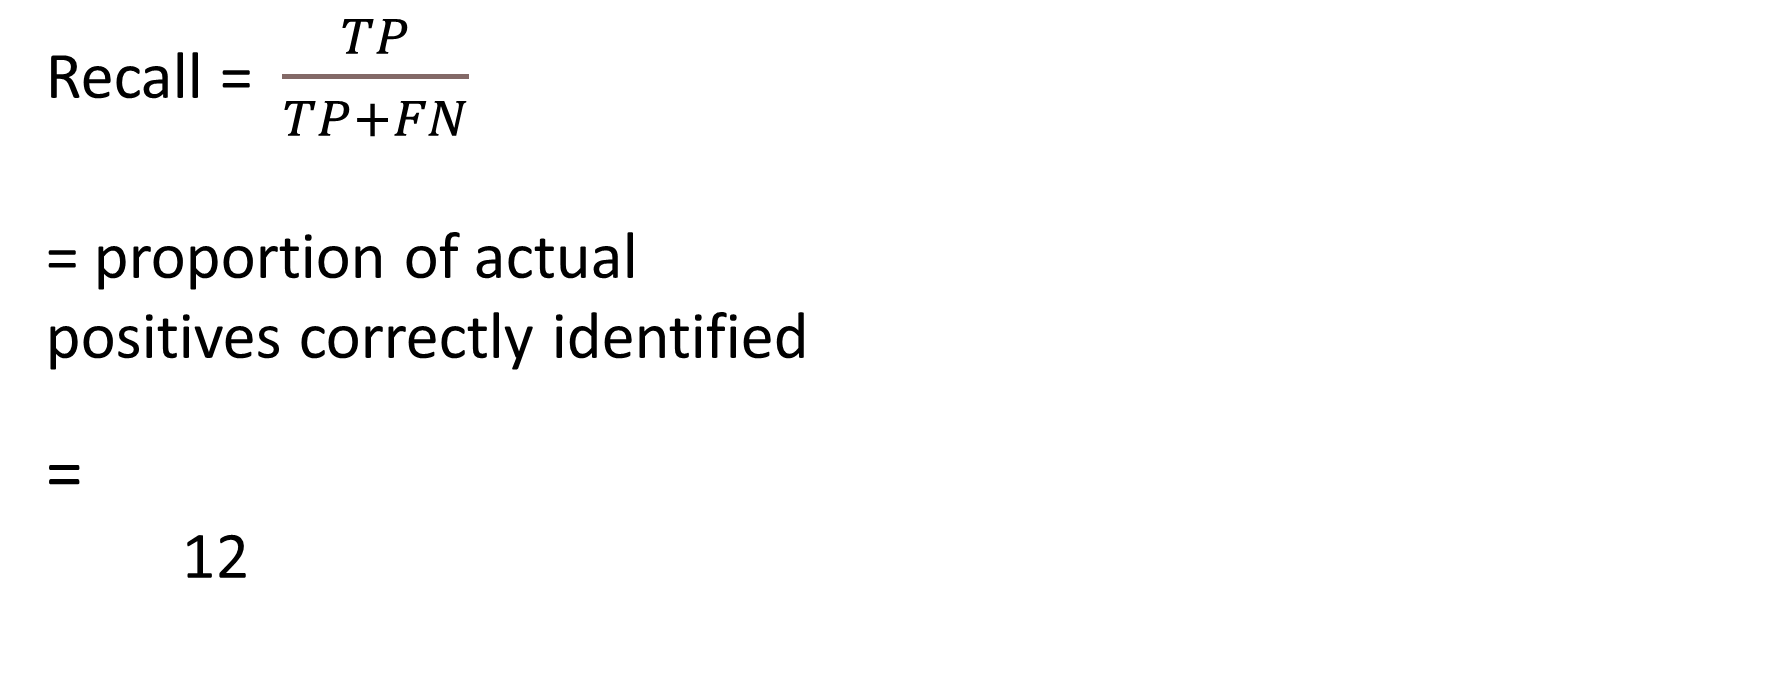 Recall = TP
TP+FN
= proportion of actual
positives correctly identified
=
12